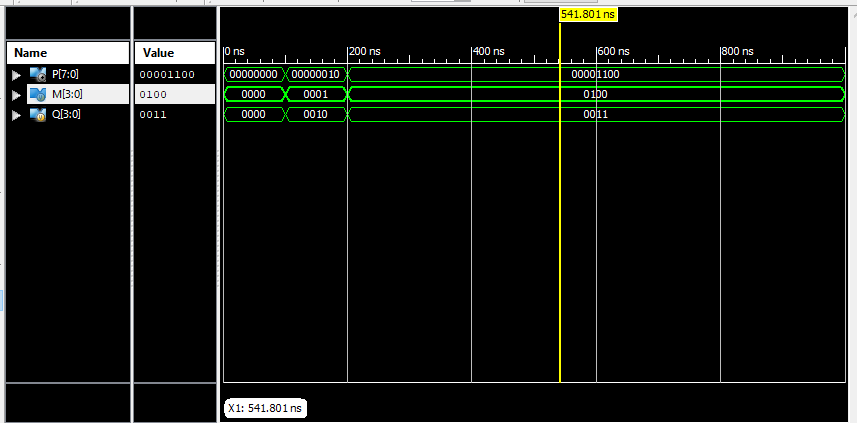 541.801 ns
Name Value
0 ns 200 ns 400 ns 600 ns 800 ns
P[7:0] 00001100 00000000 00000010 00001100
M[3:0] 0100 0000 0001 0100
Q[3:0] 0011 0000 0010 0011
X1: 541.801 ns